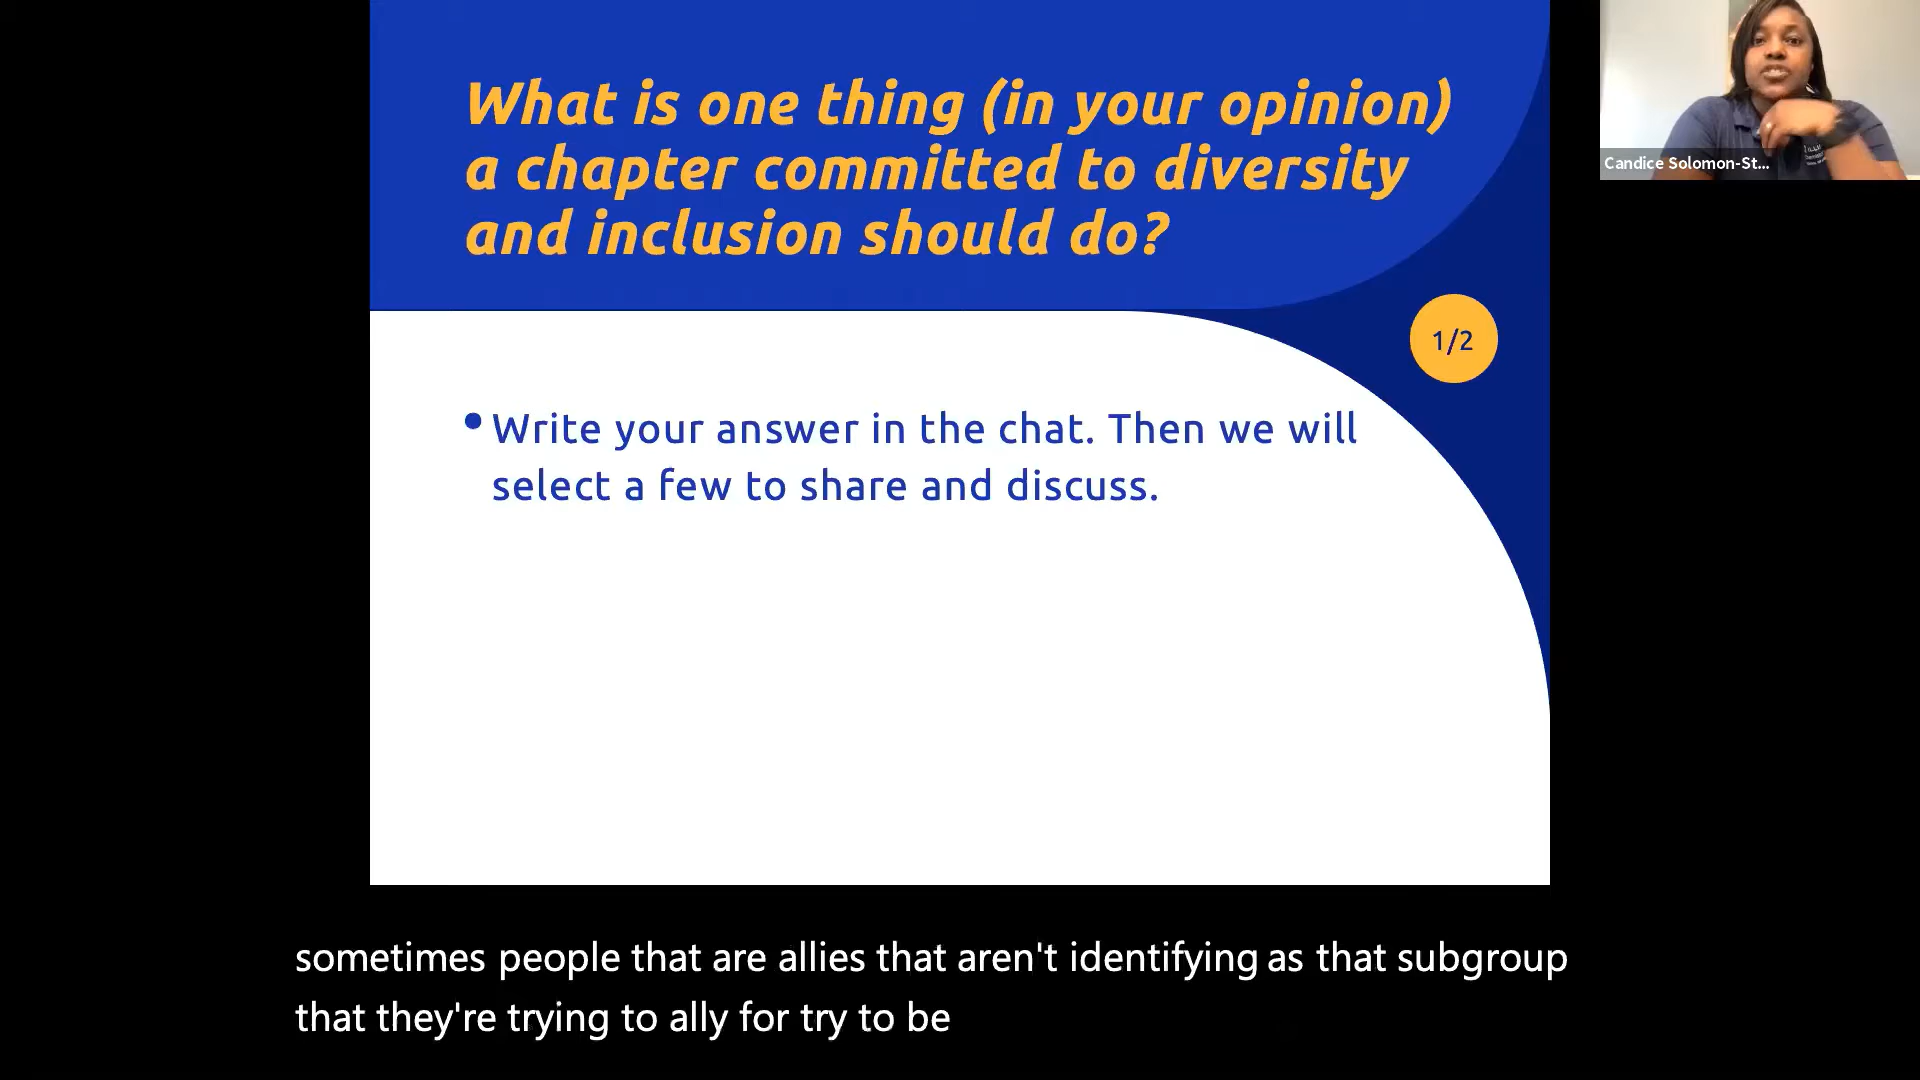 What is one thing (in your opinion)
a chapter committed to diversity
and inclusion should do?
1/2
• Write your answer in the chat. Then we will
select a few to share and discuss.
Candice Solomon-St...
sometimes people that are allies that aren't identifying as that subgroup
that they're trying to ally for try to be